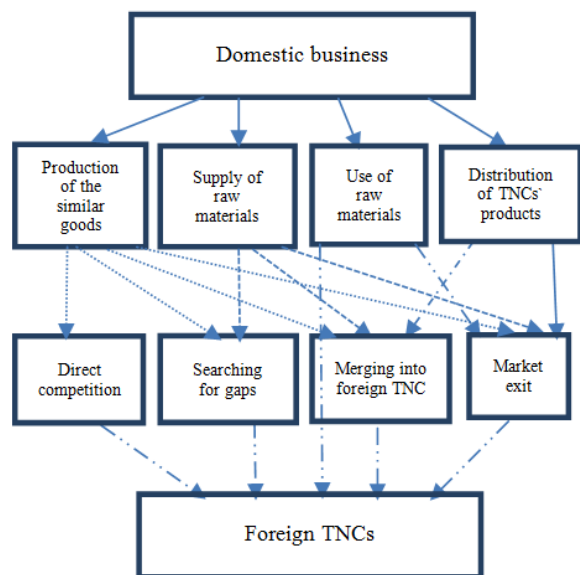 Domestic business
Production
of the
similar
goods
Supply of
raw
materials
Use of
raw
materials
Distribution
of TNCs`
products
Direct
competition
Searching
for gaps
Merging into
foreign TNC
Market
exit
Foreign TNCs